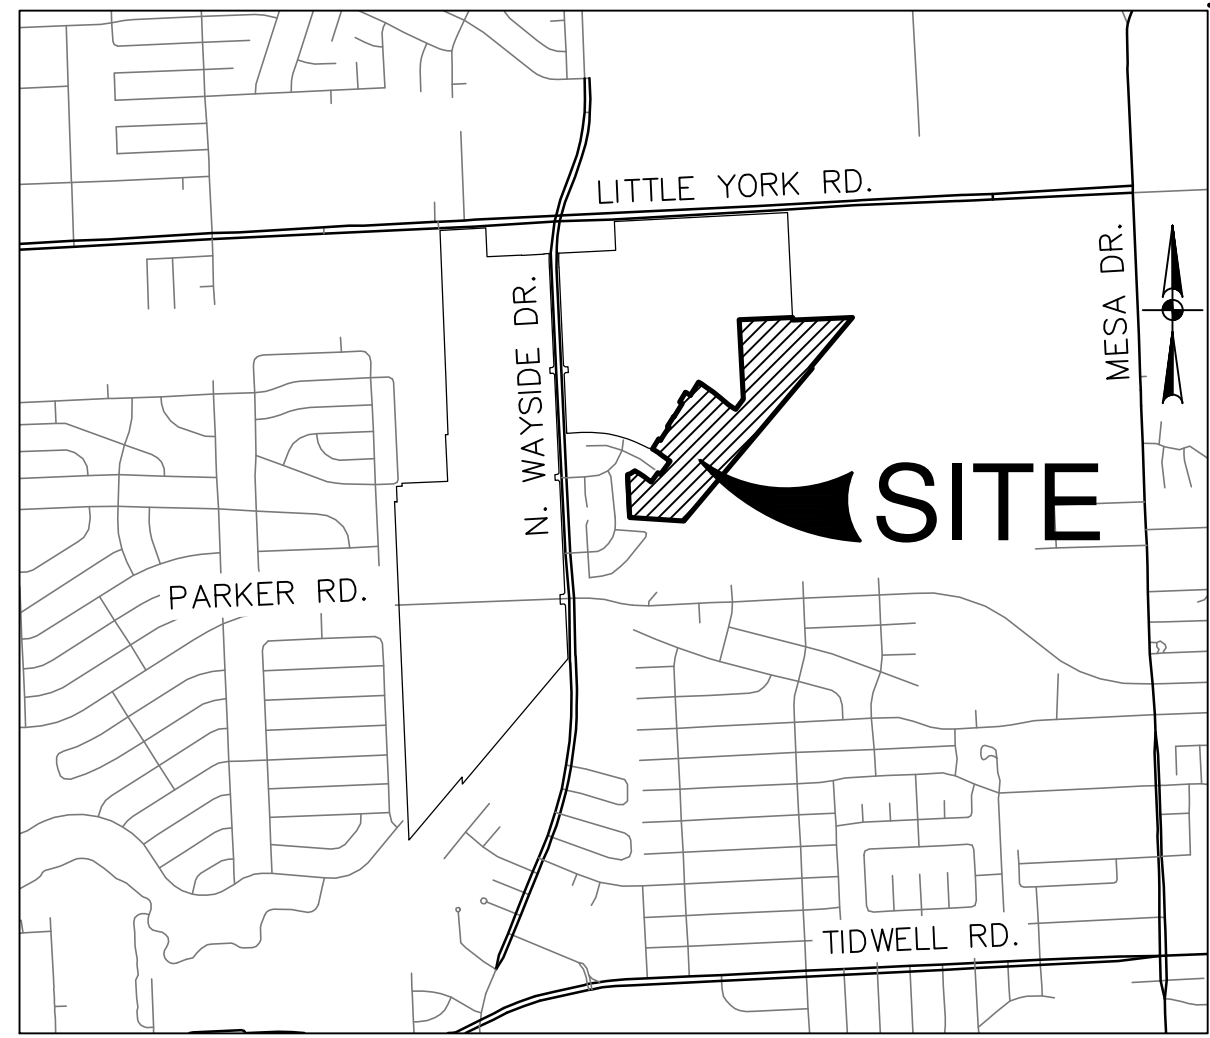 LITTLE YORK RD.
MESA DR.
N. WAYSIDE DR.
SITE
PARKER RD.
TIDWELL RD.